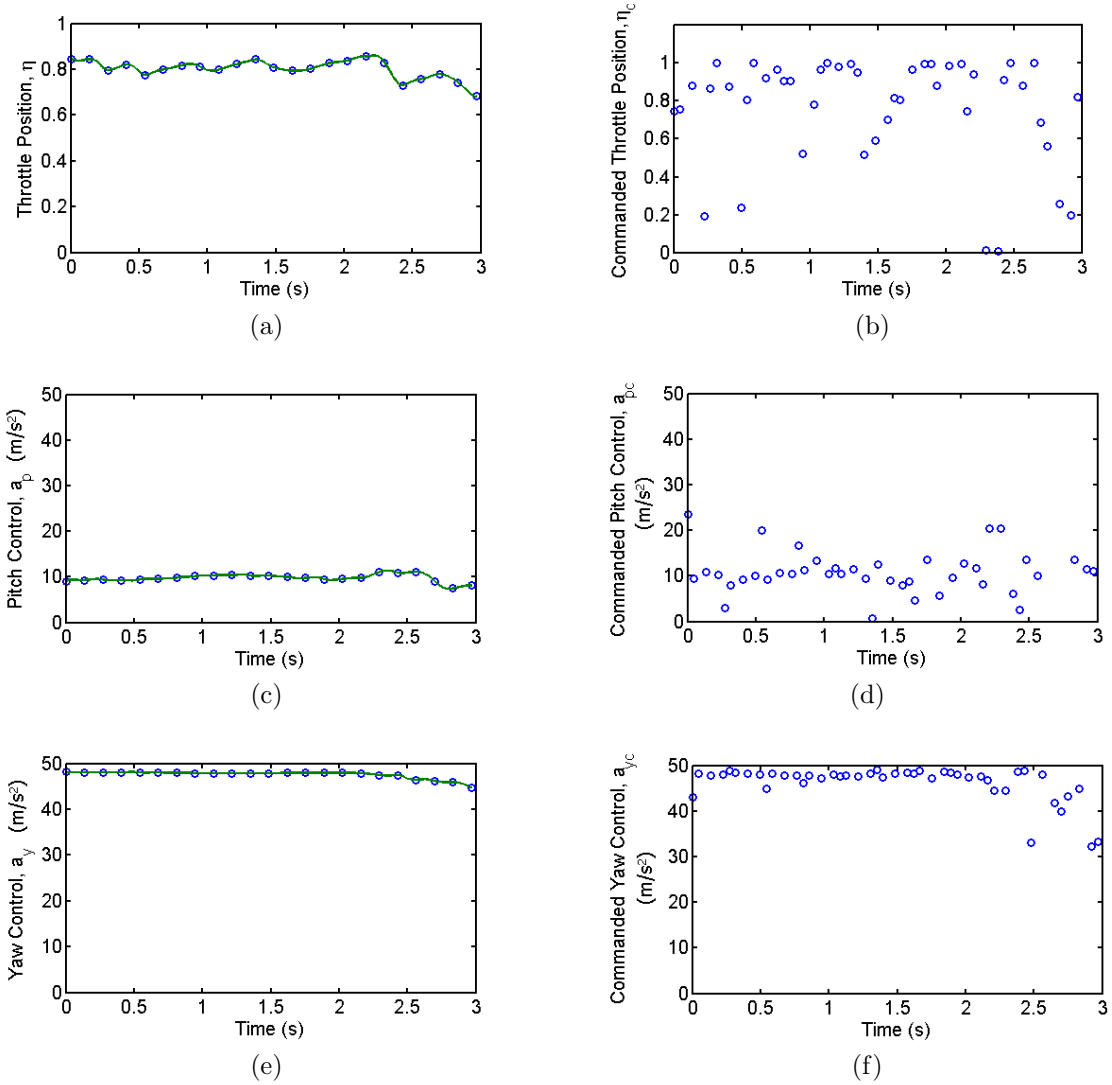 Throttle Position, η
1
0.8
0.6
0.4
0.2
0
0 0.5 1 1.5 2 2.5 3
Time (s)
(a)
Commanded Throttle Position, ηc
1
0.8
0.6
0.4
0.2
0
0 0.5 1 1.5 2 2.5 3
Time (s)
(b)
Pitch Control, ap (m/s²)
50
40
30
20
10
0
0 0.5 1 1.5 2 2.5 3
Time (s)
(c)
Commanded Pitch Control, apc
(m/s²)
50
40
30
20
10
0
0 0.5 1 1.5 2 2.5 3
Time (s)
(d)
Yaw Control, ay (m/s²)
50
40
30
20
10
0
0 0.5 1 1.5 2 2.5 3
Time (s)
(e)
Commanded Yaw Control, ayc
(m/s²)
50
40
30
20
10
0
0 0.5 1 1.5 2 2.5 3
Time (s)
(f)